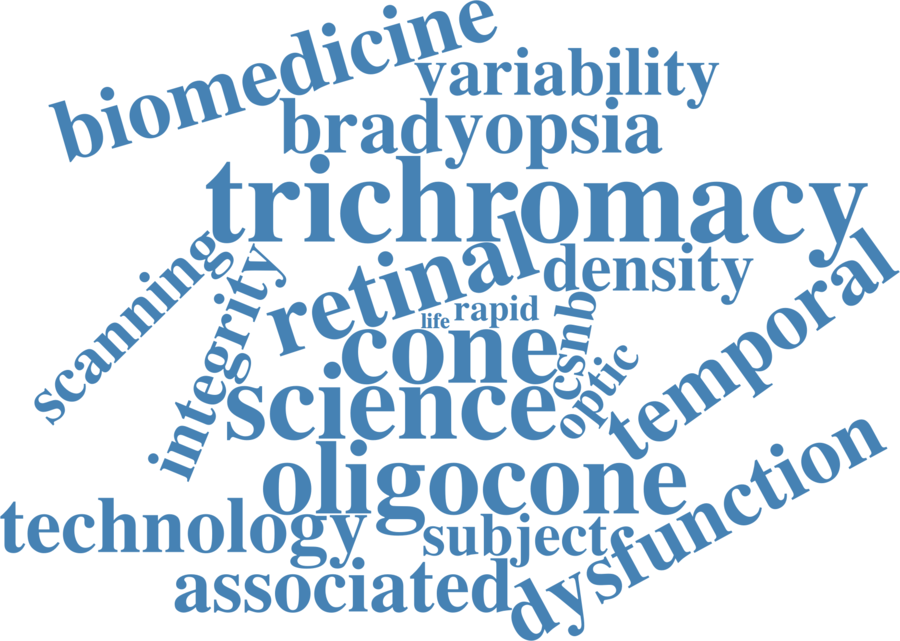 biomedicine
variability
bradyopsia
trichromacy
scanning
integrity
retinal
density
temporal
life
rapid
csnb
cone
optic
science
oligocone
technology
subject
dysfunction
associated